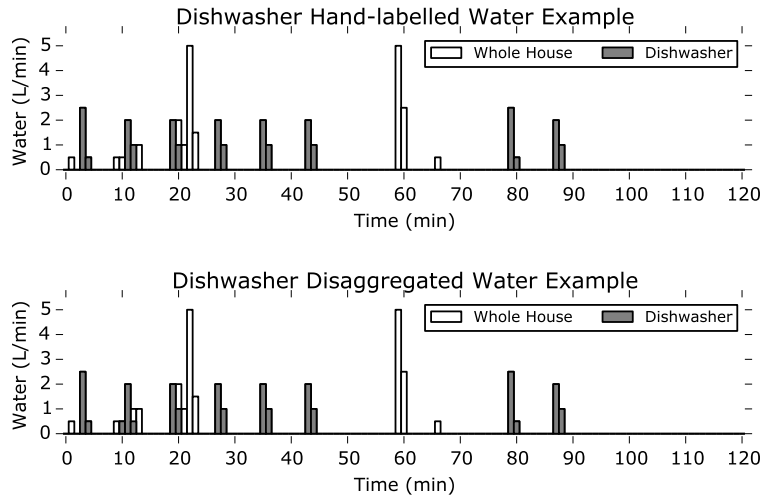 Dishwasher Hand-labelled Water Example
Whole House Dishwasher
5
4
3
2
1
0
Water (L/min)
0 10 20 30 40 50 60 70 80 90 100 110 120
Time (min)
Dishwasher Disaggregated Water Example
Whole House Dishwasher
5
4
3
2
1
0
Water (L/min)
0 10 20 30 40 50 60 70 80 90 100 110 120
Time (min)